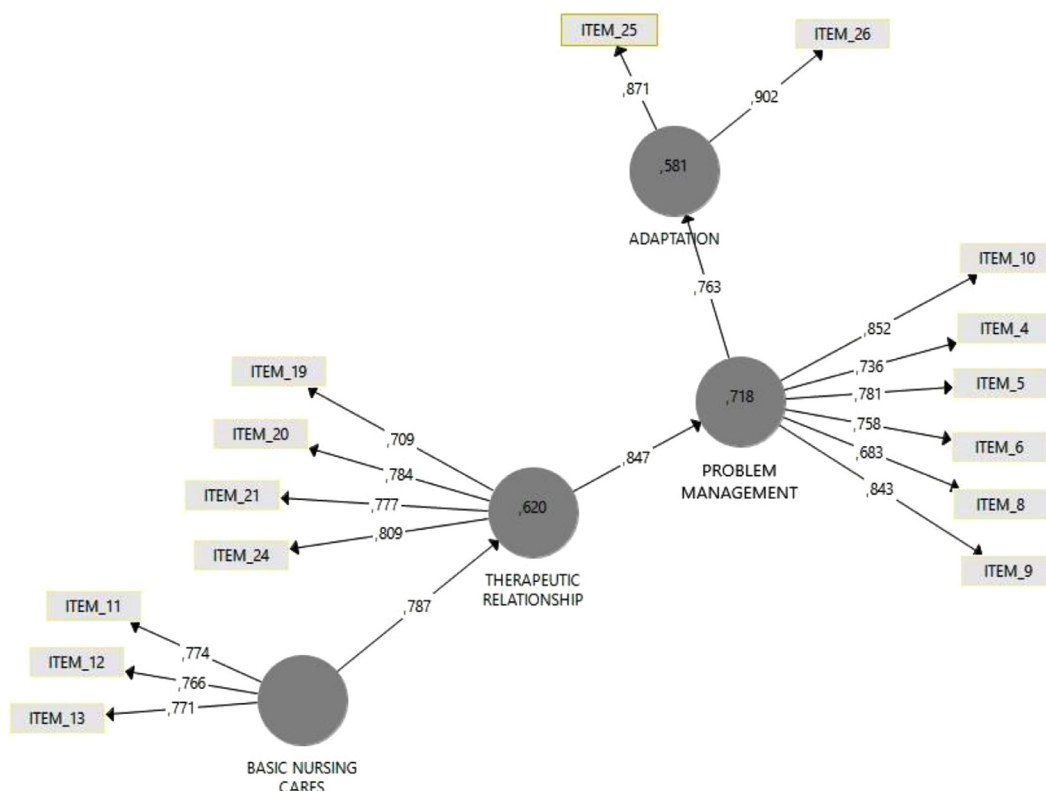 ITEM_25
ITEM_26
,871
,902
,581
ADAPTATION
,763
ITEM_10
ITEM_4
ITEM_5
ITEM_6
ITEM_8
ITEM_9
,852
,736
,781
,758
,683
,843
,718
PROBLEM
MANAGEMENT
,847
ITEM_19
ITEM_20
ITEM_21
ITEM_24
,709
,784
,777
,809
,620
THERAPEUTIC
RELATIONSHIP
,787
ITEM_11
ITEM_12
ITEM_13
,774
,766
,771
BASIC NURSING
CARES